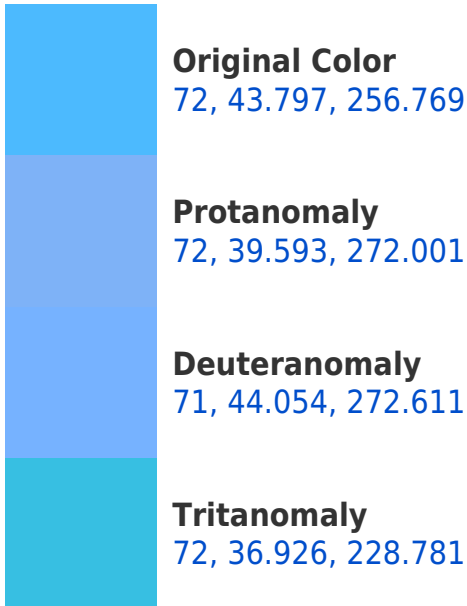 Original Color
72, 43.797, 256.769
Protanomaly
72, 39.593, 272.001
Deuteranomaly
71, 44.054, 272.611
Tritanomaly
72, 36.926, 228.781